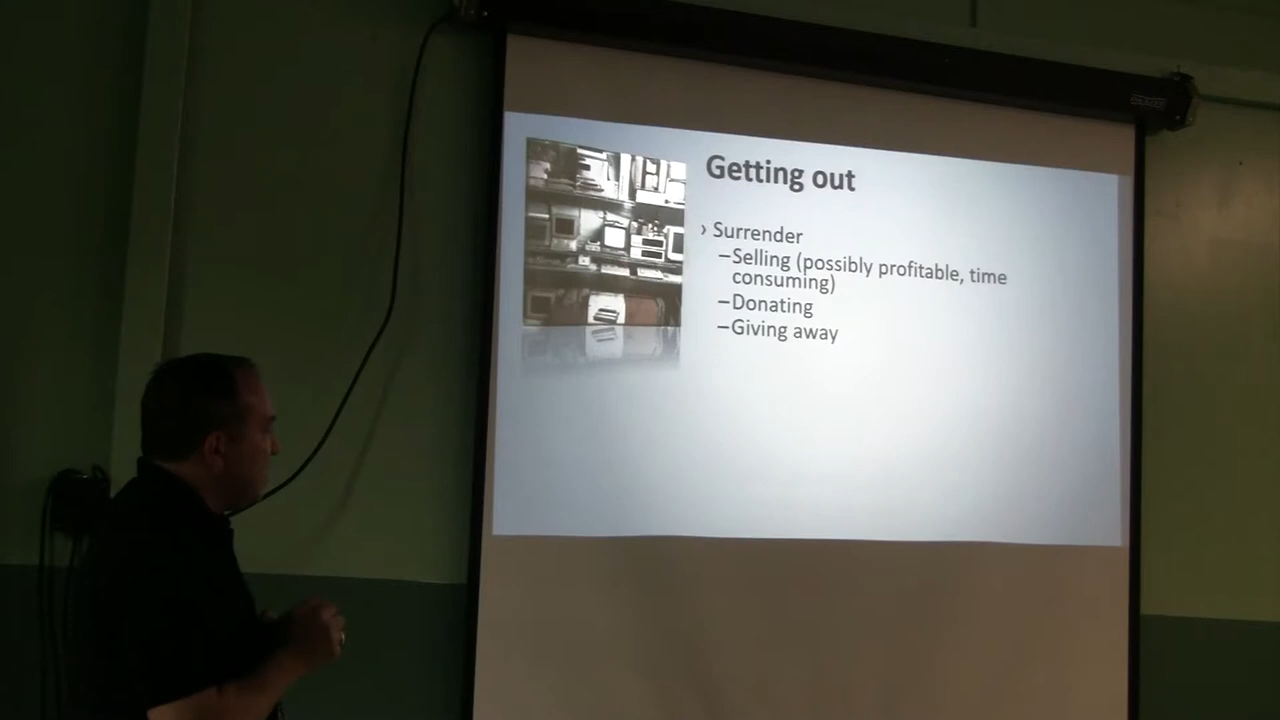 Getting out
› Surrender
–Selling (possibly profitable, time
consuming)
–Donating
–Giving away